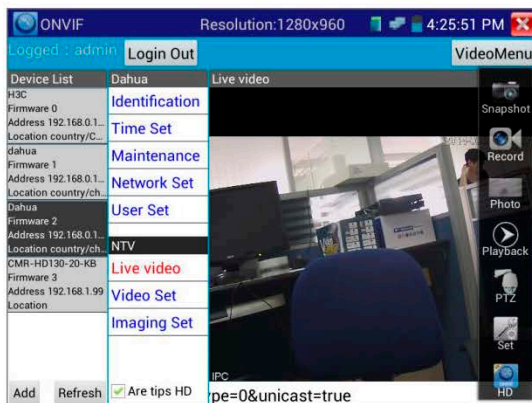 ONVIF
Resolution:1280x960
4:25:51 PM
Logged : admin
Login Out
VideoMenu
Device List
H3C
Firmware 0
Address 192.168.0.1...
Location country/C...
dahua
Firmware 1
Address 192.168.0.1...
Location country/ch...
Dahua
Firmware 2
Address 192.168.0.1...
Location country/ch...
CMR-HD130-20-KB
Firmware 3
Address 192.168.1.99
Location
Add
Refresh
Dahua
Identification
Time Set
Maintenance
Network Set
User Set
NTV
Live video
Video Set
Imaging Set
Are tips HD
Live video
IPC
pe=0&unicast=true
Snapshot
Record
Photo
Playback
PTZ
Set
HD